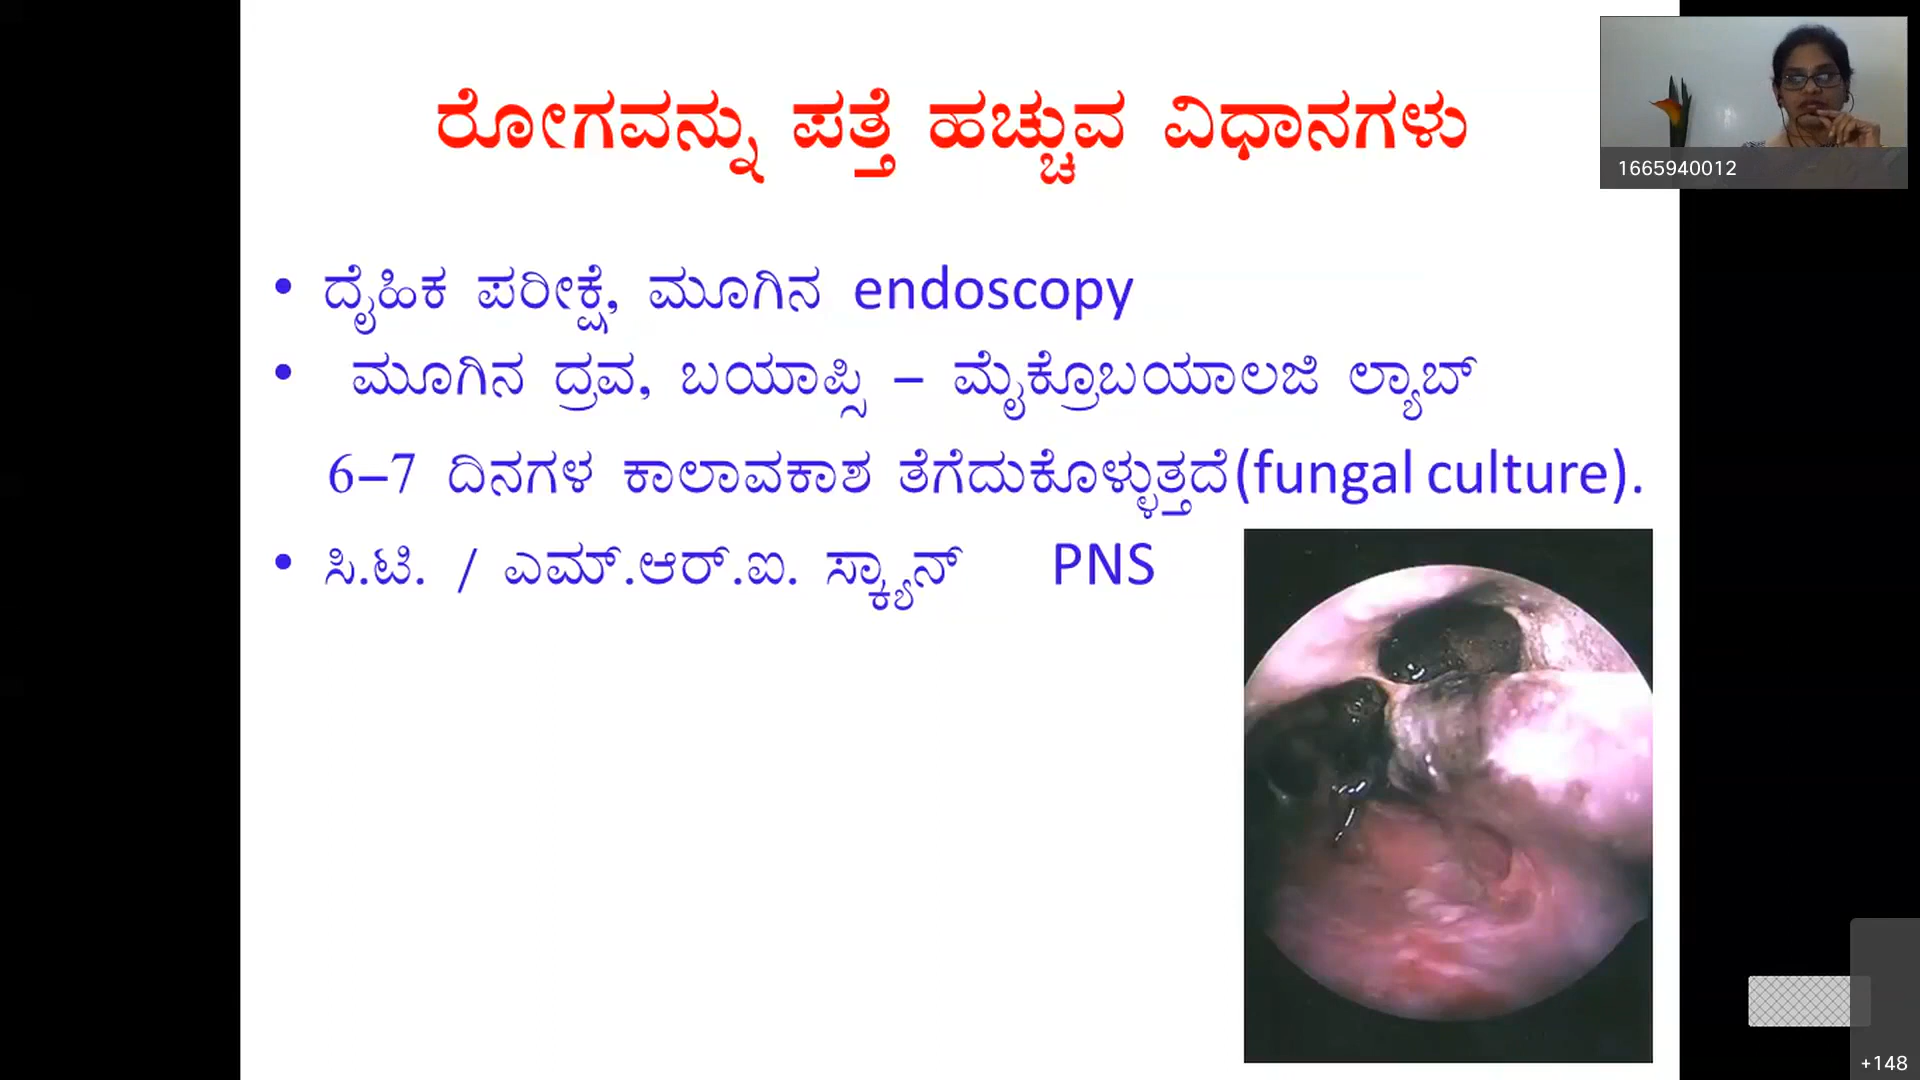 ರೋಗವನ್ನು ಪತ್ತೆ ಹಚ್ಚುವ ವಿಧಾನಗಳು
1665940012
• ದೈಹಿಕ ಪರೀಕ್ಷೆ, ಮೂಗಿನ endoscopy
• ಮೂಗಿನ ದ್ರವ, ಬಯಾಪ್ಸಿ – ಮೈಕ್ರೊಬಯಾಲಜಿ ಲ್ಯಾಬ್
6–7 ದಿನಗಳ ಕಾಲಾವಕಾಶ ತೆಗೆದುಕೊಳ್ಳುತ್ತದೆ(fungal culture).
• ಸಿ.ಟಿ. / ಎಮ್.ಆರ್.ಐ. ಸ್ಕ್ಯಾನ್ PNS
+148